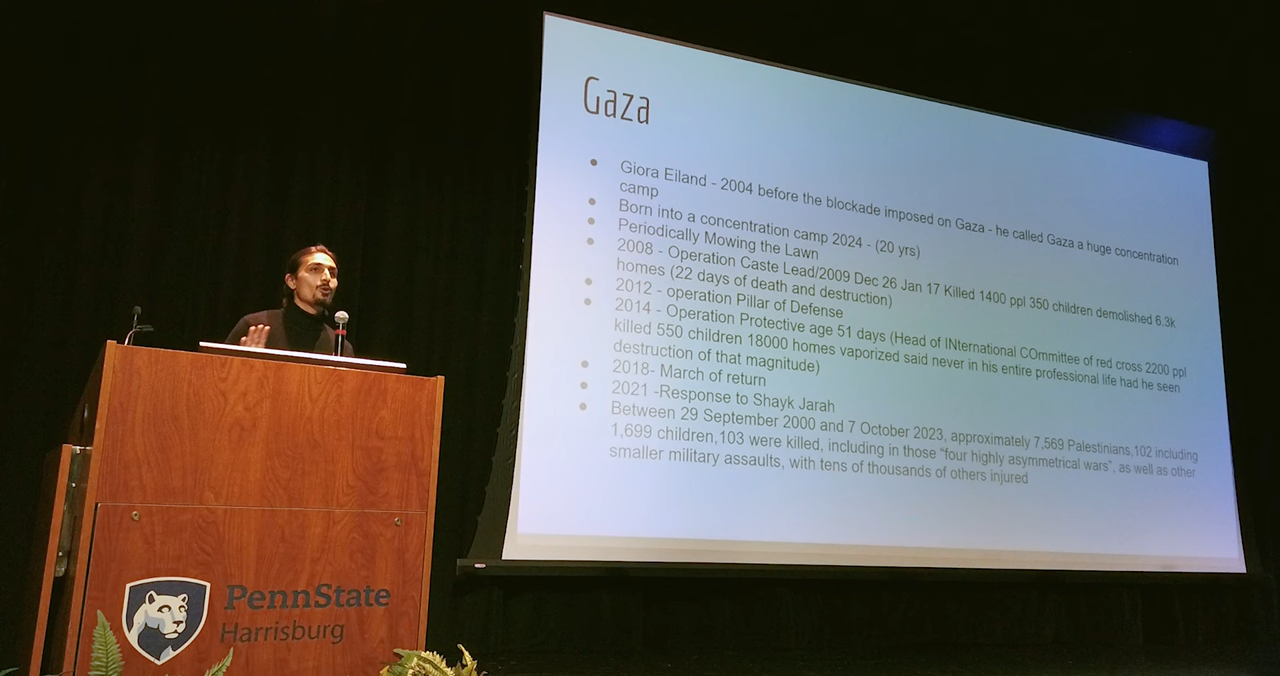 Gaza
Giora Eiland - 2004 before the blockade imposed on Gaza - he called Gaza a huge concentration
camp
Born into a concentration camp 2024 - (20 yrs)
Periodically Mowing the Lawn
2008 - Operation Caste Lead/2009 Dec 26 Jan 17 Killed 1400 ppl 350 children demolished 6.3k
homes (22 days of death and destruction)
2012 - operation Pillar of Defense
2014 - Operation Protective age 51 days (Head of INternational COmmittee of red cross 2200 ppl
killed 550 children 18000 homes vaporized said never in his entire professional life had he seen
destruction of that magnitude)
2018- March of return
2021 -Response to Shayk Jarah
Between 29 September 2000 and 7 October 2023, approximately 7,569 Palestinians,102 including
1,699 children,103 were killed, including in those “four highly asymmetrical wars”, as well as other
smaller military assaults, with tens of thousands of others injured
PennState
Harrisburg